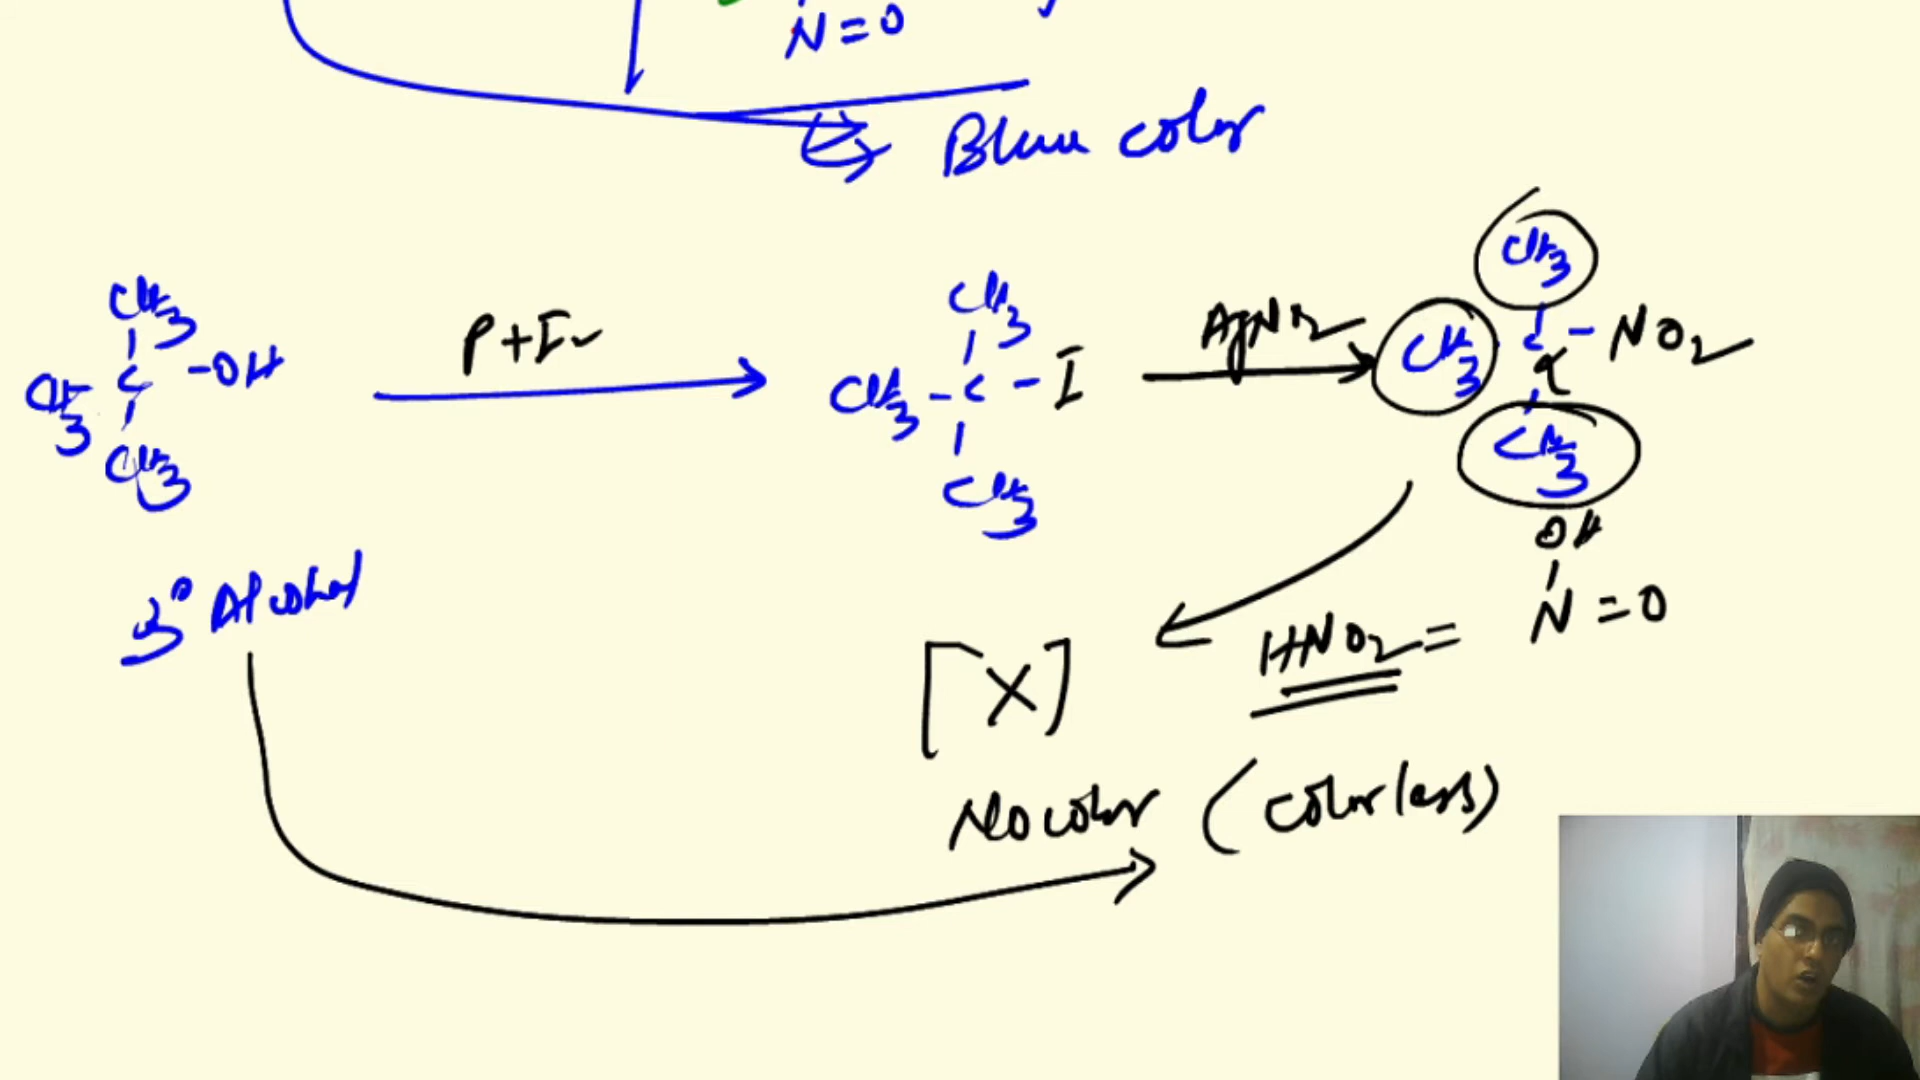 N=O
Blue color
CH3
CH3
C
-OH
CH3
P+I2
CH3
CH3-C-I
CH3
AgNO2
CH3
CH3
C-NO2
α
CH3
3° Alcohol
OH
N=O
HNO2=
[X]
No color (colorless)